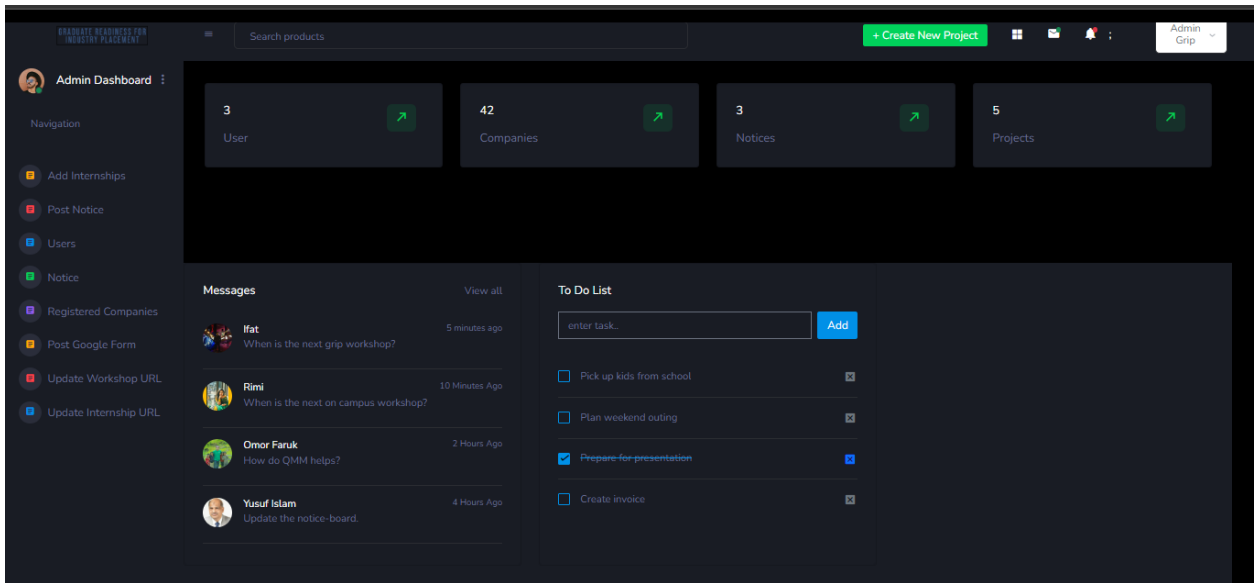 GRADUATE READINESS FOR
INDUSTRY PLACEMENT
Search products
+ Create New Project
;
Admin
Grip
Admin Dashboard
Navigation
Add Internships
Post Notice
Users
Notice
Registered Companies
Post Google Form
Update Workshop URL
Update Internship URL
3
User
42
Companies
3
Notices
5
Projects
Messages
View all
Ifat
5 minutes ago
When is the next grip workshop?
Rimi
10 Minutes Ago
When is the next on campus workshop?
Omor Faruk
2 Hours Ago
How do QMM helps?
Yusuf Islam
4 Hours Ago
Update the notice-board.
To Do List
enter task..
Add
Pick up kids from school
Plan weekend outing
Prepare for presentation
Create invoice